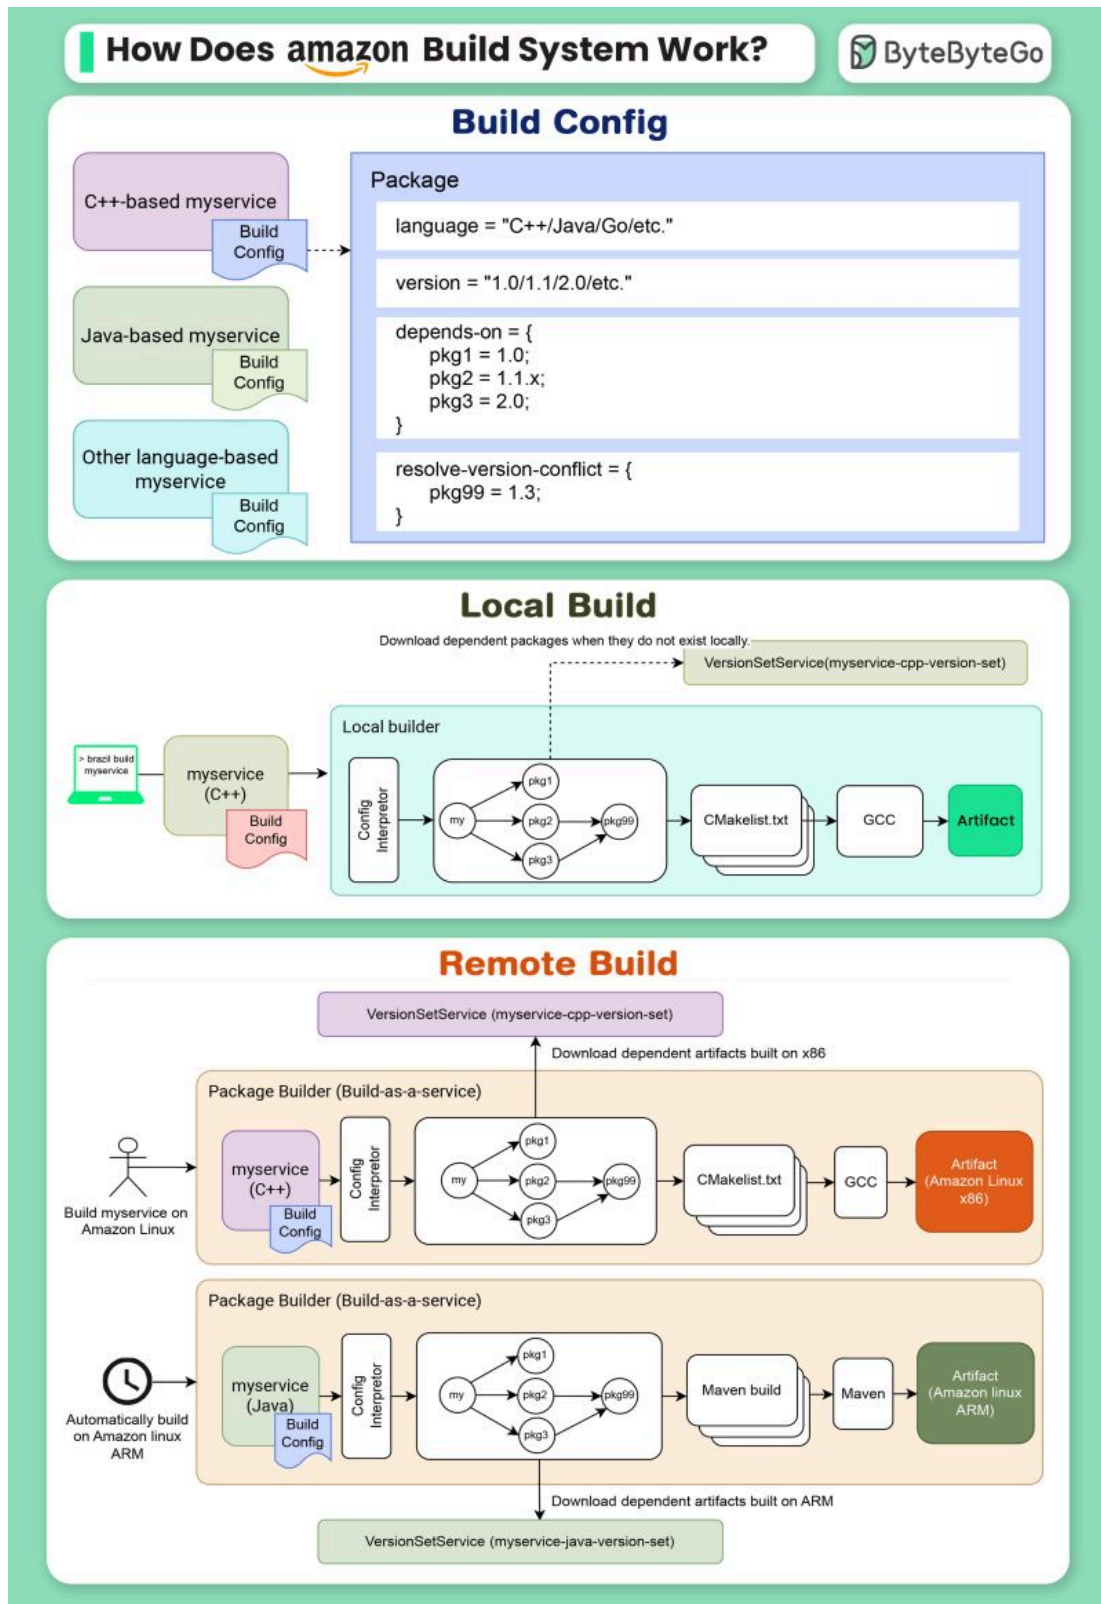 How Does amazon Build System Work?
ByteByteGo
Build Config
C++-based myservice
Build
Config
Java-based myservice
Build
Config
Other language-based
myservice
Build
Config
Package
language = "C++/Java/Go/etc."
version = "1.0/1.1/2.0/etc."
depends-on = {
pkg1 = 1.0;
pkg2 = 1.1.x;
pkg3 = 2.0;
}
resolve-version-conflict = {
pkg99 = 1.3;
}
Local Build
Download dependent packages when they do not exist locally.
VersionSetService(myservice-cpp-version-set)
> brazil build
myservice
myservice
(C++)
Build
Config
Local builder
Config
Interpretor
my
pkg1
pkg2
pkg3
pkg99
CMakelist.txt
GCC
Artifact
Remote Build
VersionSetService (myservice-cpp-version-set)
Download dependent artifacts built on x86
Package Builder (Build-as-a-service)
Build myservice on
Amazon Linux
myservice
(C++)
Build
Config
Config
Interpretor
my
pkg1
pkg2
pkg3
pkg99
CMakelist.txt
GCC
Artifact
(Amazon Linux
x86)
Package Builder (Build-as-a-service)
Automatically build
on Amazon linux
ARM
myservice
(Java)
Build
Config
Config
Interpretor
my
pkg1
pkg2
pkg3
pkg99
Maven build
Maven
Artifact
(Amazon linux
ARM)
Download dependent artifacts built on ARM
VersionSetService (myservice-java-version-set)